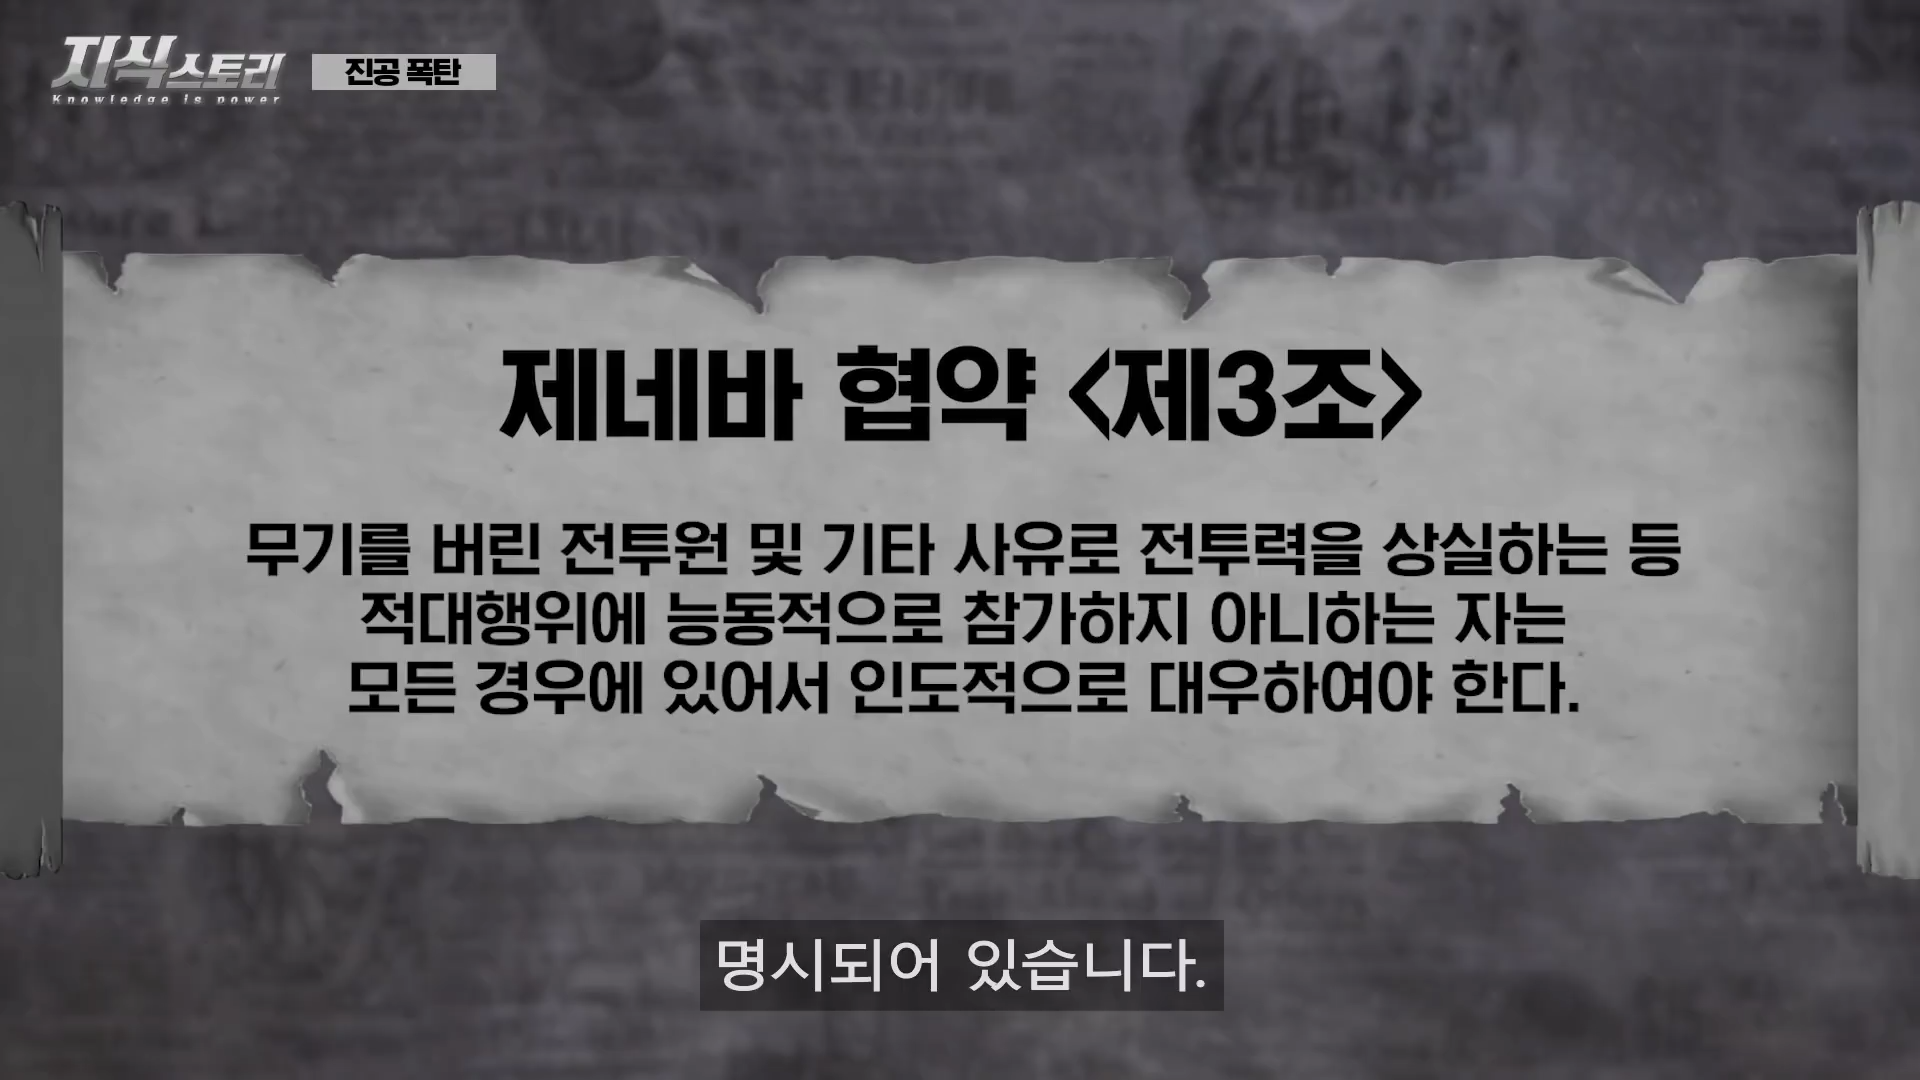 지식스토리
Knowledge is power
진공 폭탄
제네바 협약 <제3조>
무기를 버린 전투원 및 기타 사유로 전투력을 상실하는 등
적대행위에 능동적으로 참가하지 아니하는 자는
모든 경우에 있어서 인도적으로 대우하여야 한다.
명시되어 있습니다.